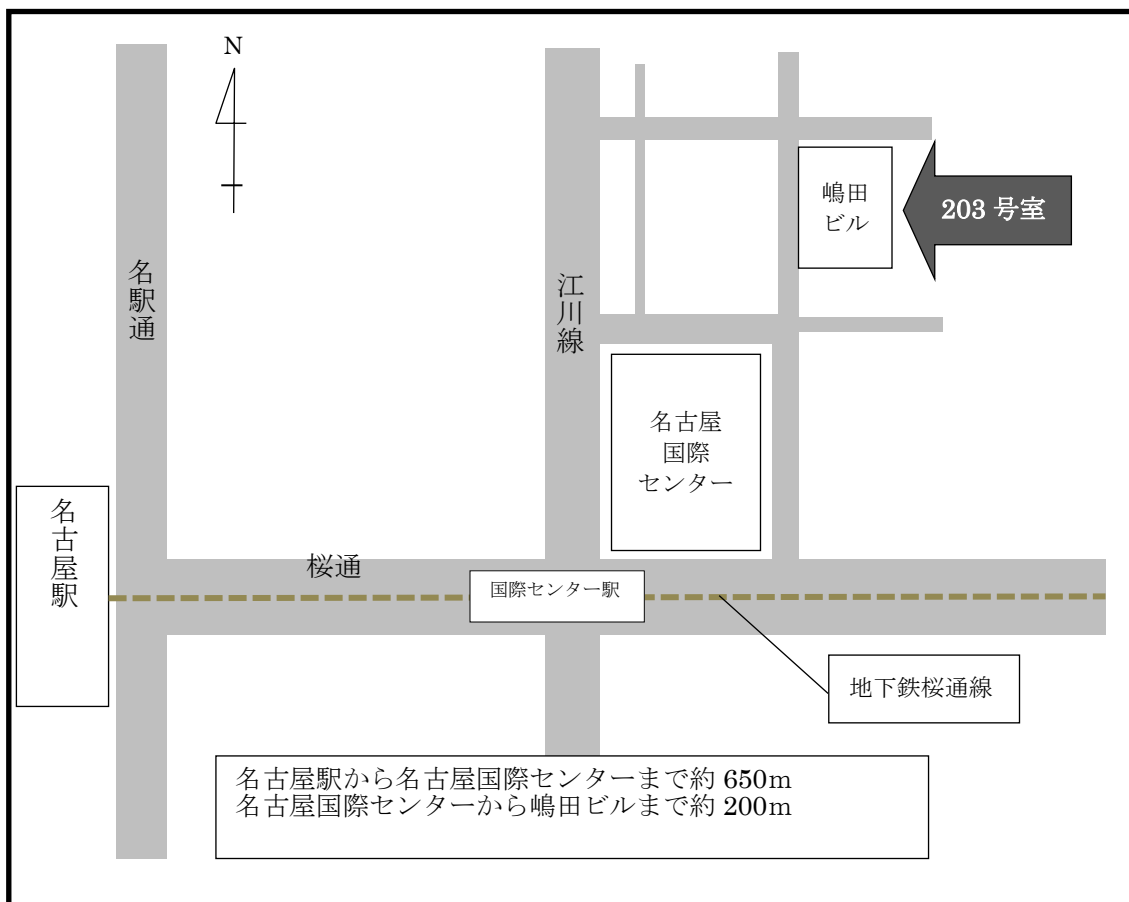 N
嶋田
ビル
203 号室
名駅通
江川線
名古屋
国際
センター
名古屋駅
桜通
国際センター駅
地下鉄桜通線
名古屋駅から名古屋国際センターまで約 650m
名古屋国際センターから嶋田ビルまで約 200m